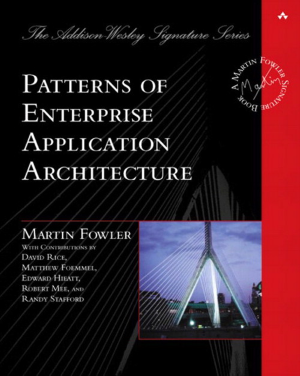 The Addison-Wesley Signature Series
PATTERNS OF
ENTERPRISE
APPLICATION
ARCHITECTURE
A MARTIN FOWLER SIGNATURE BOOK
Martin
MARTIN FOWLER
WITH CONTRIBUTIONS BY
DAVID RICE,
MATTHEW FOEMMEL,
EDWARD HIEATT,
ROBERT MEE, AND
RANDY STAFFORD